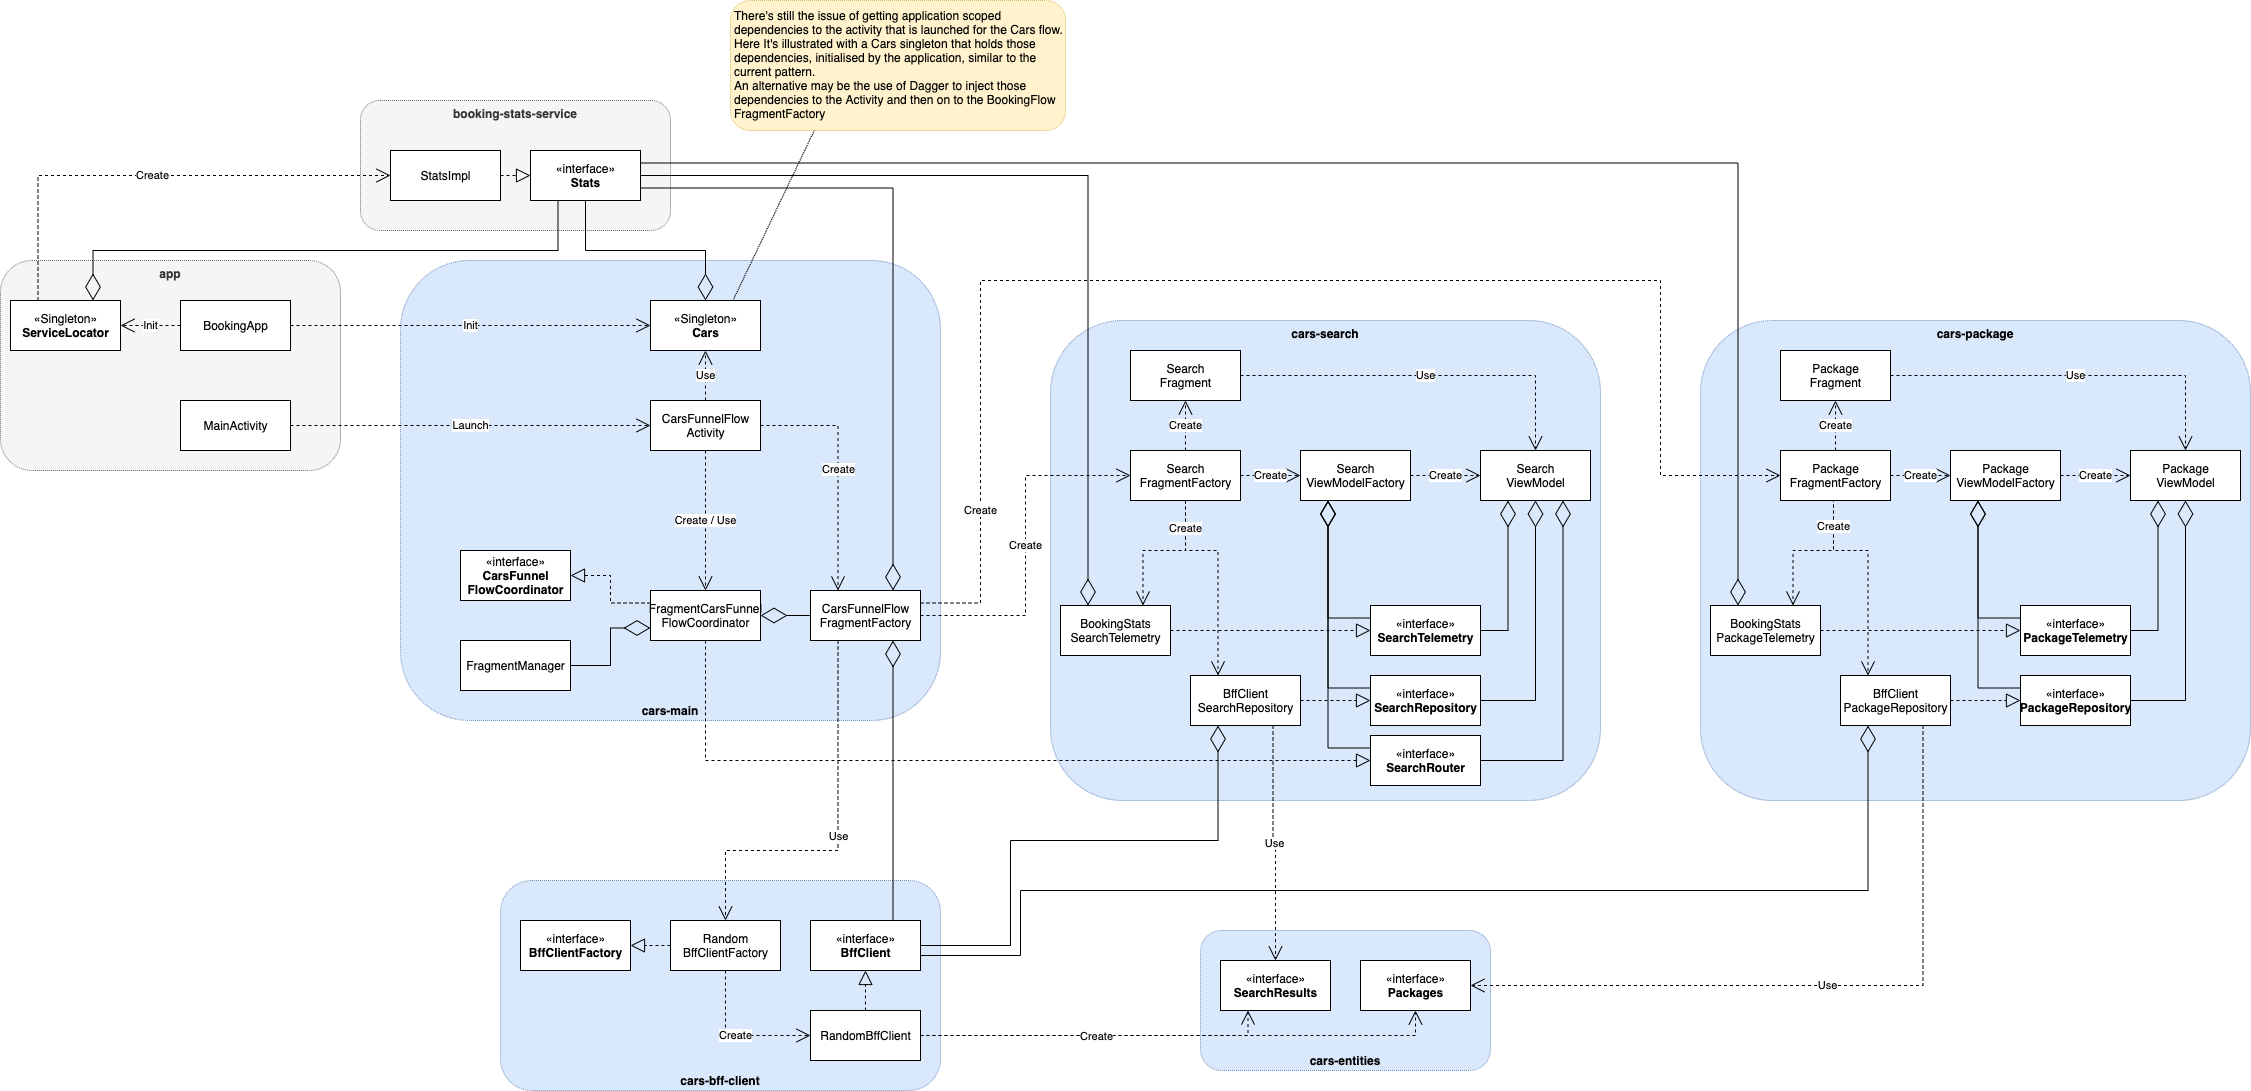 There's still the issue of getting application scoped
dependencies to the activity that is launched for the Cars flow.
Here It's illustrated with a Cars singleton that holds those
dependencies, initialised by the application, similar to the
current pattern.
An alternative may be the use of Dagger to inject those
dependencies to the Activity and then on to the BookingFlow
FragmentFactory
booking-stats-service
Create
StatsImpl
«interface»
Stats
app
«Singleton»
ServiceLocator
Init
BookingApp
Init
MainActivity
Launch
«Singleton»
Cars
Use
CarsFunnelFlow
Activity
Create
Create / Use
«interface»
CarsFunnel
FlowCoordinator
FragmentCarsFunnel
FlowCoordinator
CarsFunnelFlow
FragmentFactory
FragmentManager
cars-main
Create
Create
cars-search
Search
Fragment
Use
Create
Search
FragmentFactory
Create
Search
ViewModelFactory
Create
Search
ViewModel
Create
BookingStats
SearchTelemetry
«interface»
SearchTelemetry
BffClient
SearchRepository
«interface»
SearchRepository
«interface»
SearchRouter
cars-package
Package
Fragment
Use
Create
Package
FragmentFactory
Create
Package
ViewModelFactory
Create
Package
ViewModel
Create
BookingStats
PackageTelemetry
«interface»
PackageTelemetry
BffClient
PackageRepository
«interface»
PackageRepository
Use
Use
«interface»
BffClientFactory
Random
BffClientFactory
«interface»
BffClient
Create
RandomBffClient
cars-bff-client
Create
«interface»
SearchResults
«interface»
Packages
Use
cars-entities